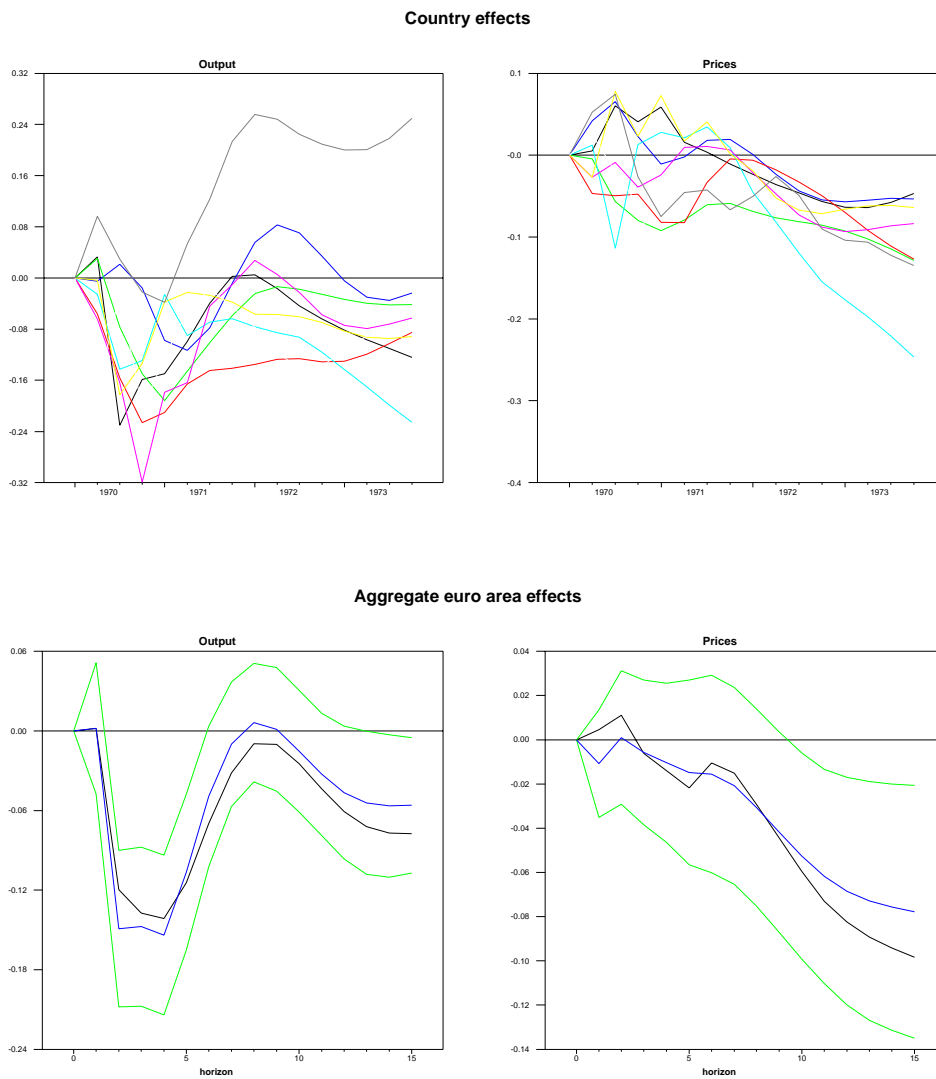 Country effects
Output
0.32
0.24
0.16
0.08
0.00
-0.08
-0.16
-0.24
-0.32
1970 1971 1972 1973
Prices
0.1
-0.0
-0.1
-0.2
-0.3
-0.4
1970 1971 1972 1973
Aggregate euro area effects
Output
0.06
0.00
-0.06
-0.12
-0.18
-0.24
0 5 10 15
horizon
Prices
0.04
0.02
0.00
-0.02
-0.04
-0.06
-0.08
-0.10
-0.12
-0.14
0 5 10 15
horizon